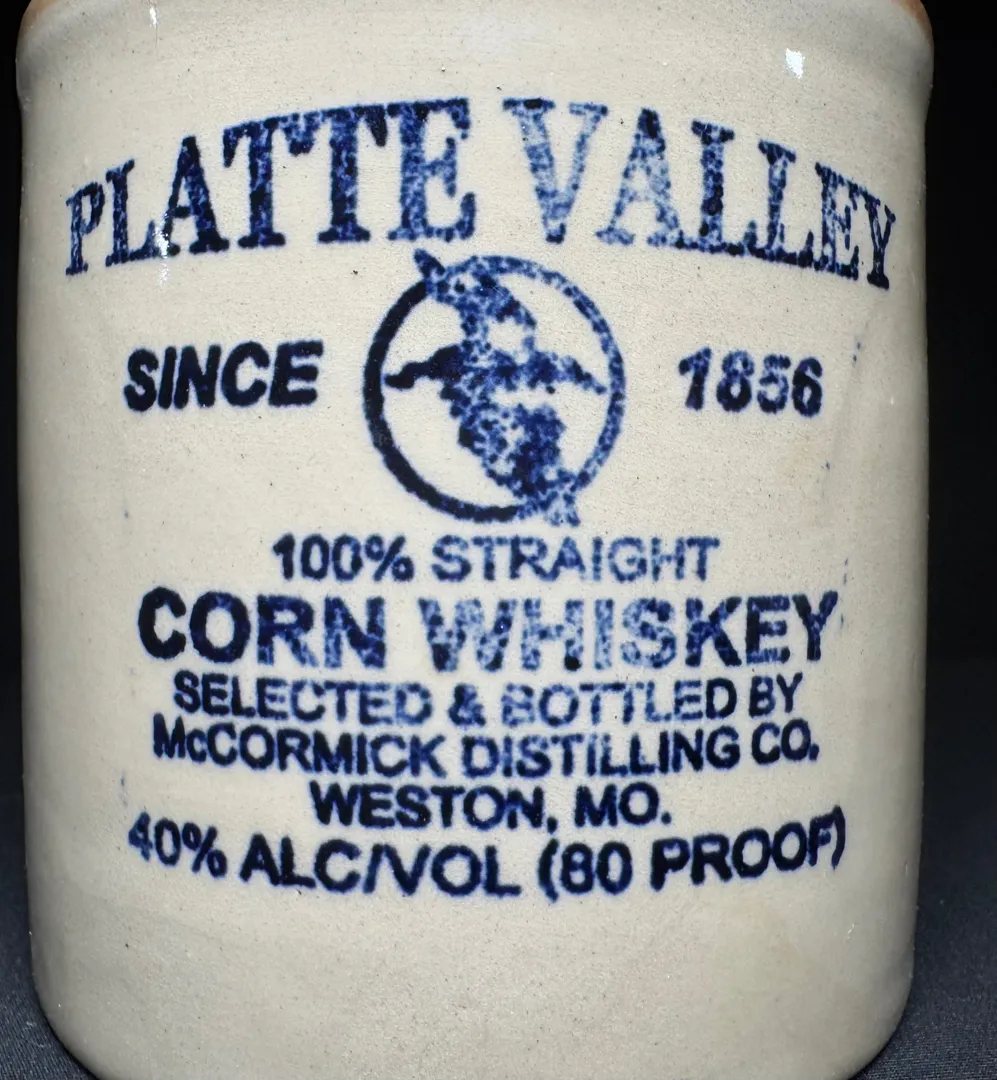 PLATTE VALLEY
SINCE 1856
100% STRAIGHT
CORN WHISKEY
SELECTED & BOTTLED BY
McCORMICK DISTILLING CO.
WESTON, MO.
40% ALC/VOL (80 PROOF)